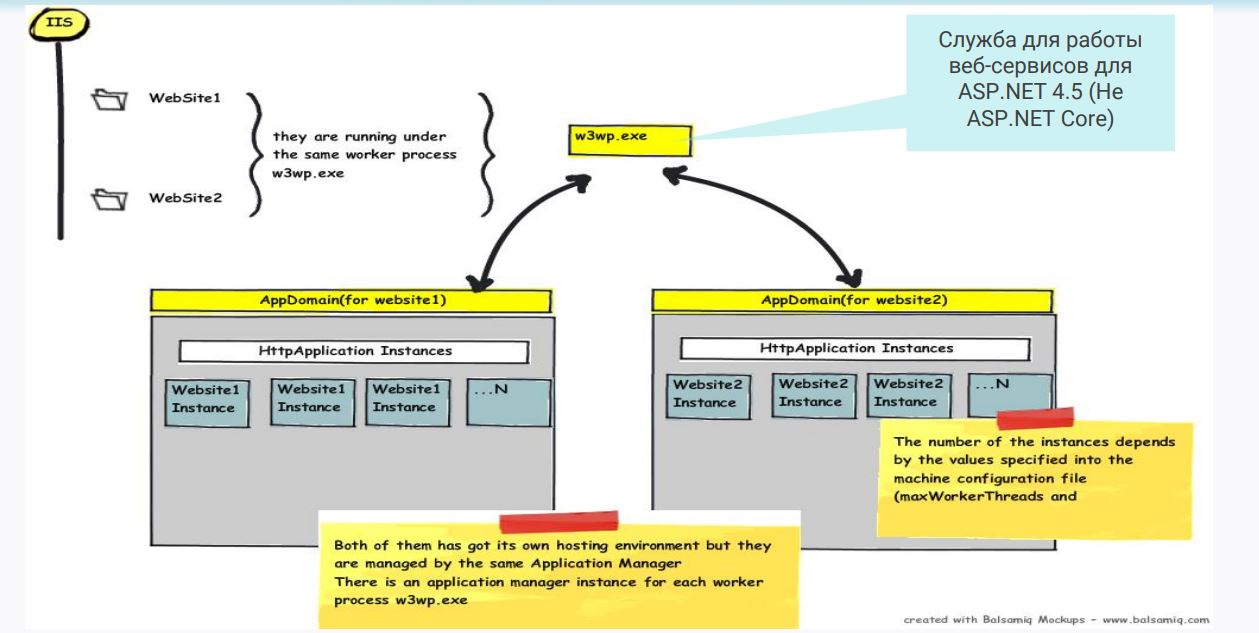 IIS
WebSite1
they are running under
the same worker process
w3wp.exe
WebSite2
w3wp.exe
Служба для работы
веб-сервисов для
ASP.NET 4.5 (Не
ASP.NET Core)
AppDomain(for website1)
HttpApplication Instances
Website1
Instance
Website1
Instance
Website1
Instance
...N
AppDomain(for website2)
HttpApplication Instances
Website2
Instance
Website2
Instance
Website2
Instance
...N
The number of the instances depends
by the values specified into the
machine configuration file
(maxWorkerThreads and
Both of them has got its own hosting environment but they
are managed by the same Application Manager
There is an application manager instance for each worker
process w3wp.exe
created with Balsamiq Mockups - www.balsamiq.com